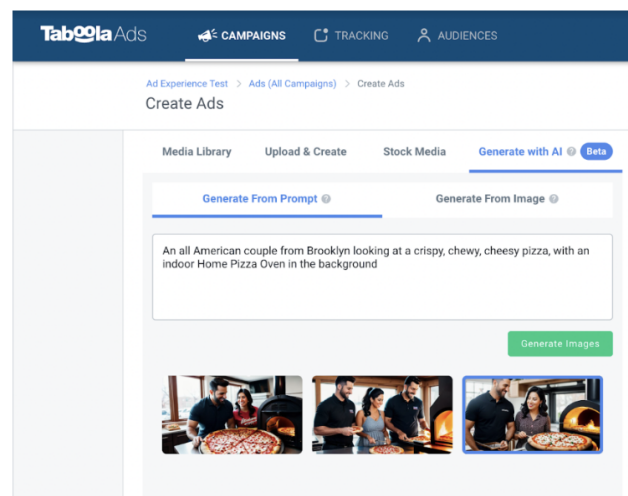 Taboola Ads
CAMPAIGNS
TRACKING
AUDIENCES
Ad Experience Test > Ads (All Campaigns) > Create Ads
Create Ads
Media Library
Upload & Create
Stock Media
Generate with AI ? Beta
Generate From Prompt ?
Generate From Image ?
An all American couple from Brooklyn looking at a crispy, chewy, cheesy pizza, with an
indoor Home Pizza Oven in the background
Generate Images